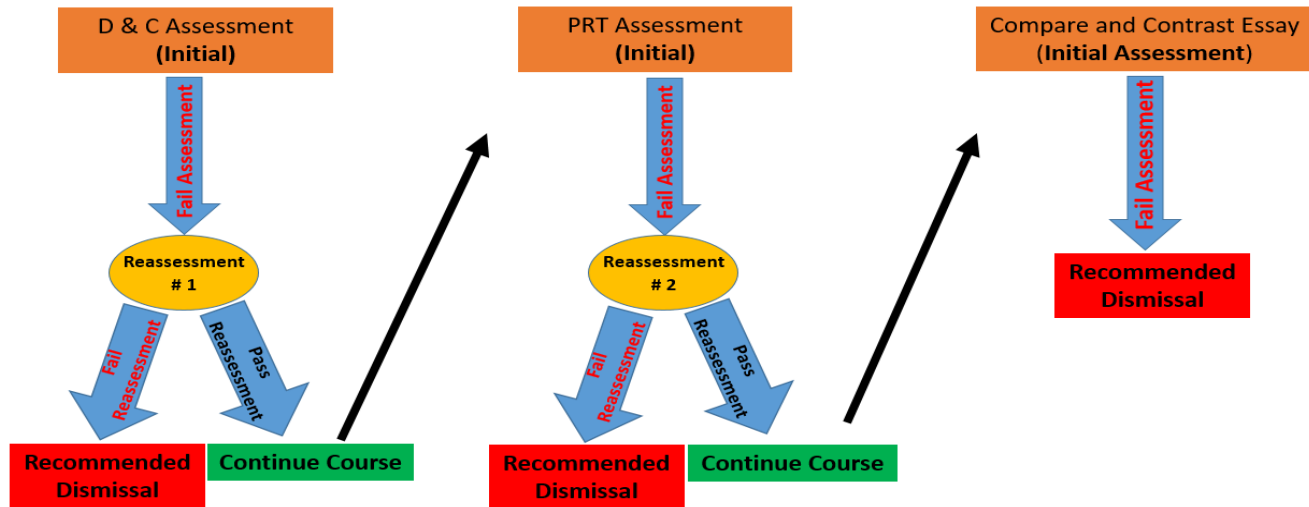 D & C Assessment
(Initial)
Fail Assessment
Reassessment
# 1
Fail
Reassessment
Pass
Reassessment
Recommended
Dismissal
Continue Course
PRT Assessment
(Initial)
Fail Assessment
Reassessment
# 2
Fail
Reassessment
Pass
Reassessment
Recommended
Dismissal
Continue Course
Compare and Contrast Essay
(Initial Assessment)
Fail Assessment
Recommended
Dismissal